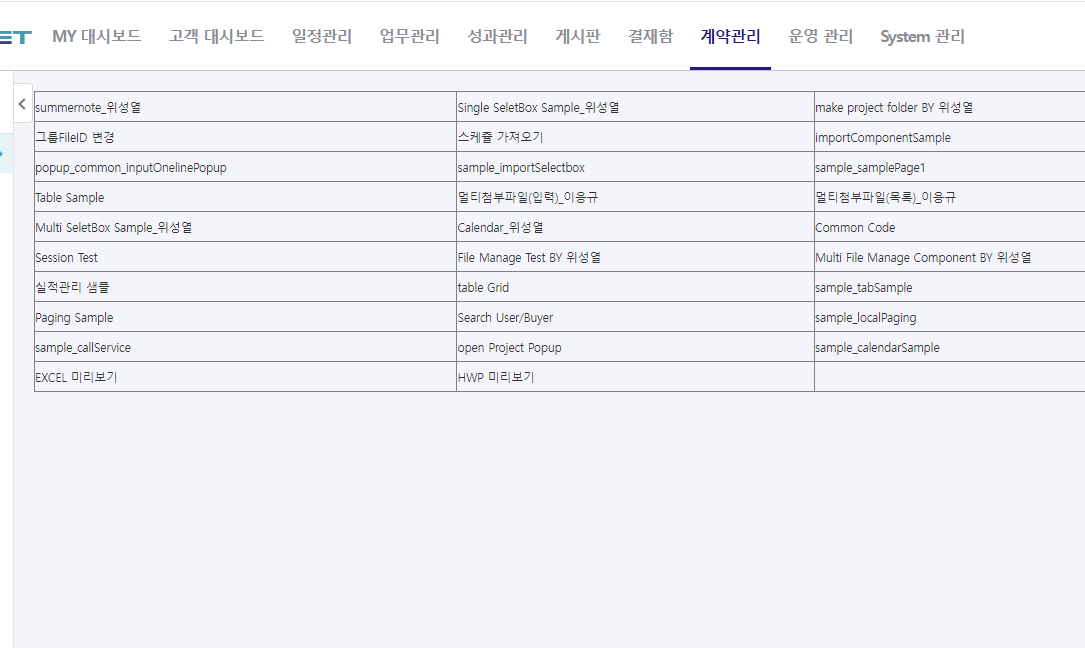 ET MY 대시보드 고객 대시보드 일정관리 업무관리 성과관리 게시판 결재함 계약관리 운영 관리 System 관리
summernote_위성열 Single SeletBox Sample_위성열 make project folder BY 위성열
그룹FileID 변경 스케쥴 가져오기 importComponentSample
popup_common_inputOnelinePopup sample_importSelectbox sample_samplePage1
Table Sample 멀티첨부파일(입력)_이응규 멀티첨부파일(목록)_이응규
Multi SeletBox Sample_위성열 Calendar_위성열 Common Code
Session Test File Manage Test BY 위성열 Multi File Manage Component BY 위성열
실적관리 샘플 table Grid sample_tabSample
Paging Sample Search User/Buyer sample_localPaging
sample_callService open Project Popup sample_calendarSample
EXCEL 미리보기 HWP 미리보기